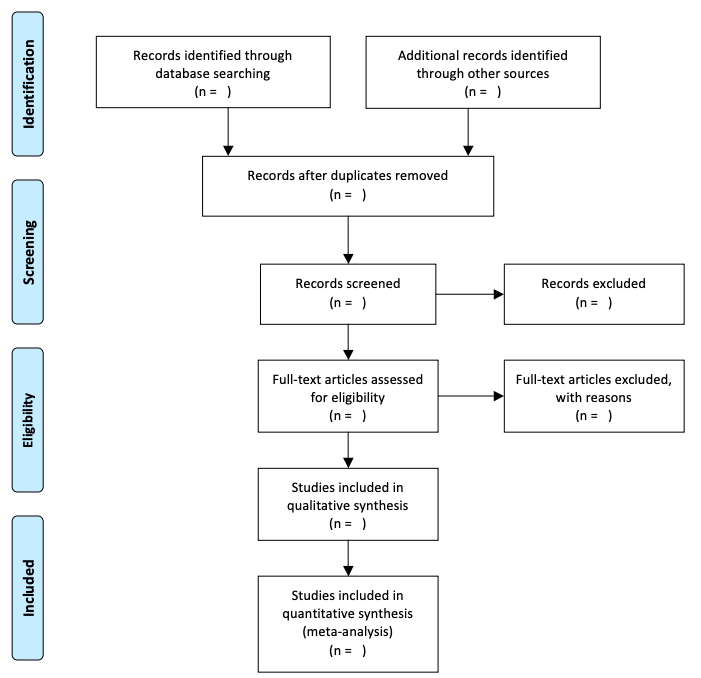 Identification
Records identified through
database searching
(n =   )
Additional records identified
through other sources
(n =   )
Records after duplicates removed
(n =   )
Screening
Records screened
(n =   )
Records excluded
(n =   )
Eligibility
Full-text articles assessed
for eligibility
(n =   )
Full-text articles excluded,
with reasons
(n =   )
Studies included in
qualitative synthesis
(n =   )
Included
Studies included in
quantitative synthesis
(meta-analysis)
(n =   )